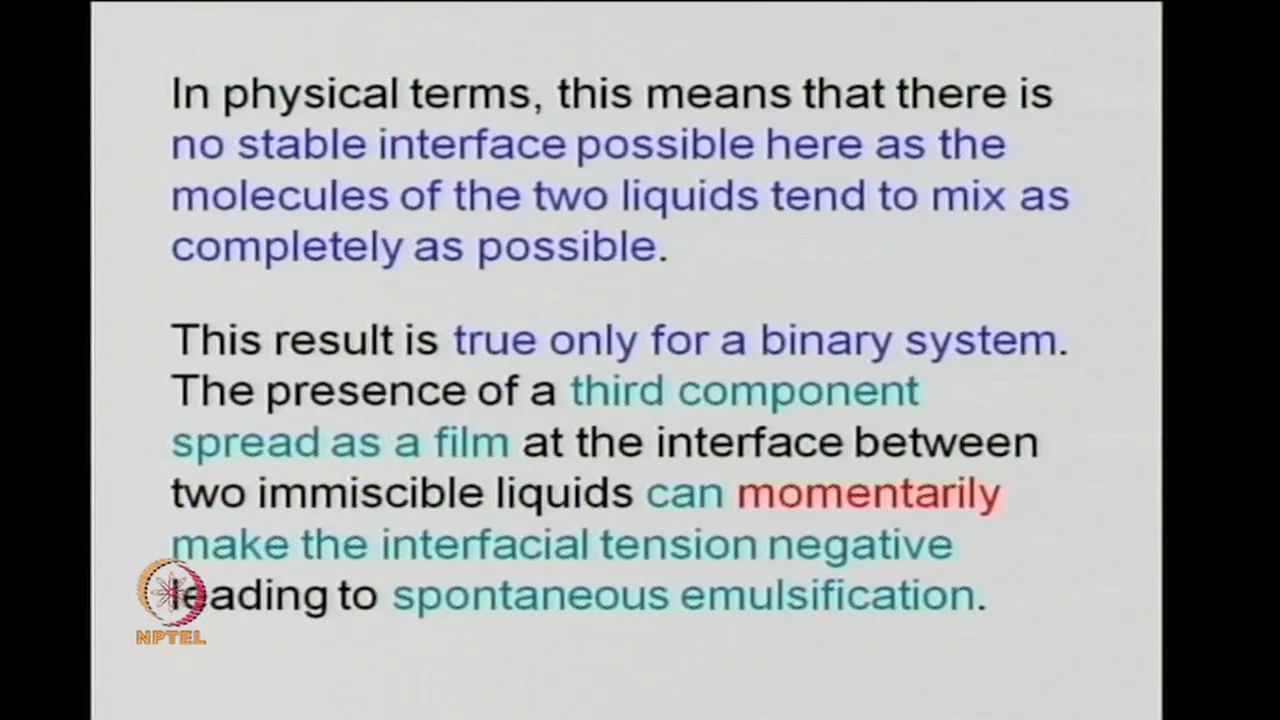 In physical terms, this means that there is
no stable interface possible here as the
molecules of the two liquids tend to mix as
completely as possible.
This result is true only for a binary system.
The presence of a third component
spread as a film at the interface between
two immiscible liquids can momentarily
make the interfacial tension negative
leading to spontaneous emulsification.
NPTEL